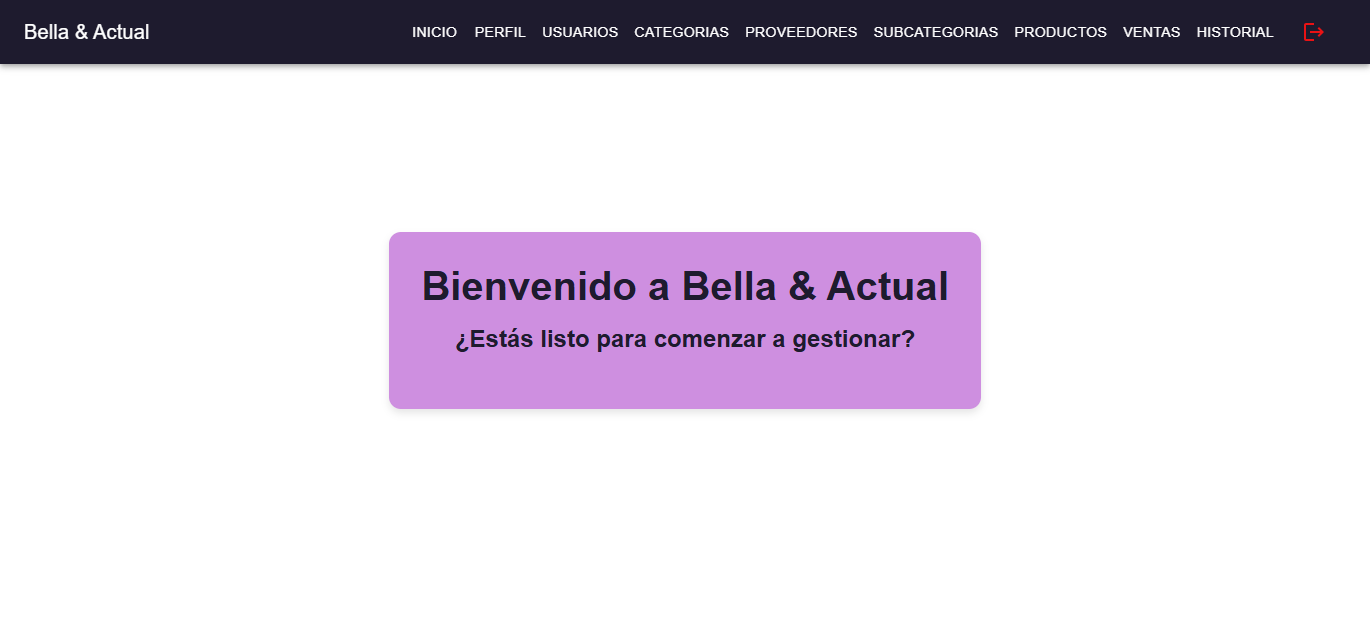 Bella & Actual
INICIO PERFIL USUARIOS CATEGORIAS PROVEEDORES SUBCATEGORIAS PRODUCTOS VENTAS HISTORIAL
Bienvenido a Bella & Actual
¿Estás listo para comenzar a gestionar?